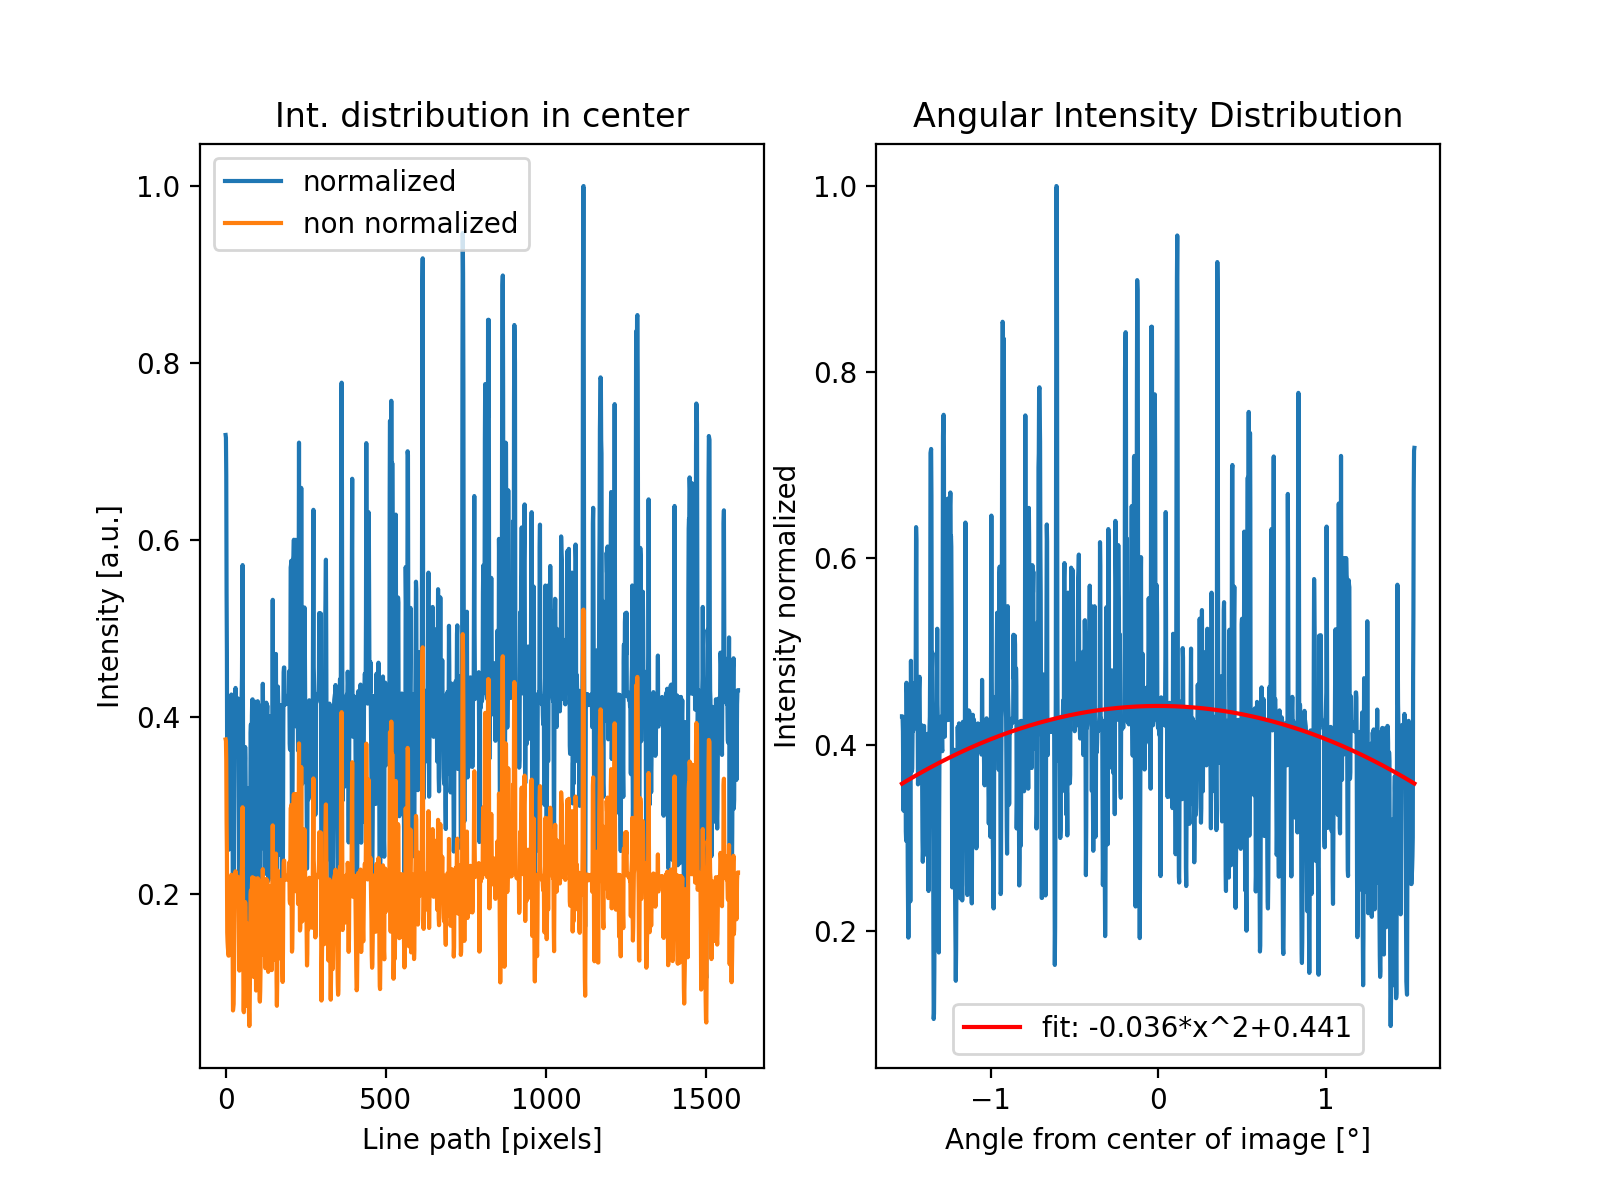 Int. distribution in center
normalized
non normalized
Intensity [a.u.]
1.0
0.8
0.6
0.4
0.2
0
500
1000
1500
Line path [pixels]
Angular Intensity Distribution
Intensity normalized
1.0
0.8
0.6
0.4
0.2
fit: -0.036*x^2+0.441
−1
0
1
Angle from center of image [°]